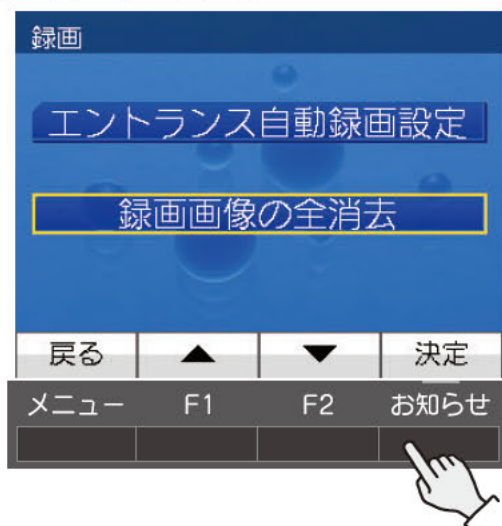 録画
エントランス自動録画設定
録画画像の全消去
戻る ▲ ▼ 決定
メニュー F1 F2 お知らせ